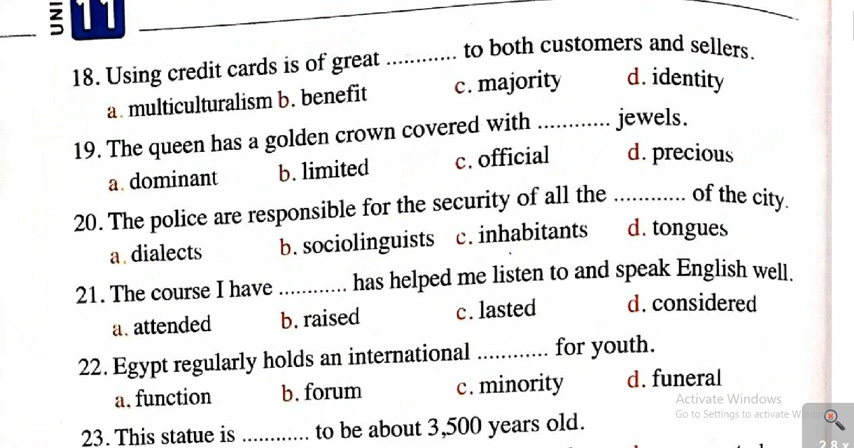 UNI 11
18. Using credit cards is of great ............ to both customers and sellers.
a. multiculturalism b. benefit c. majority d. identity
19. The queen has a golden crown covered with ............ jewels.
a. dominant b. limited c. official d. precious
20. The police are responsible for the security of all the ............ of the city.
a. dialects b. sociolinguists c. inhabitants d. tongues
21. The course I have ............ has helped me listen to and speak English well.
a. attended b. raised c. lasted d. considered
22. Egypt regularly holds an international ............ for youth.
a. function b. forum c. minority d. funeral
Activate Windows
Go to Settings to activate
23. This statue is ............ to be about 3,500 years old.
2.8 x